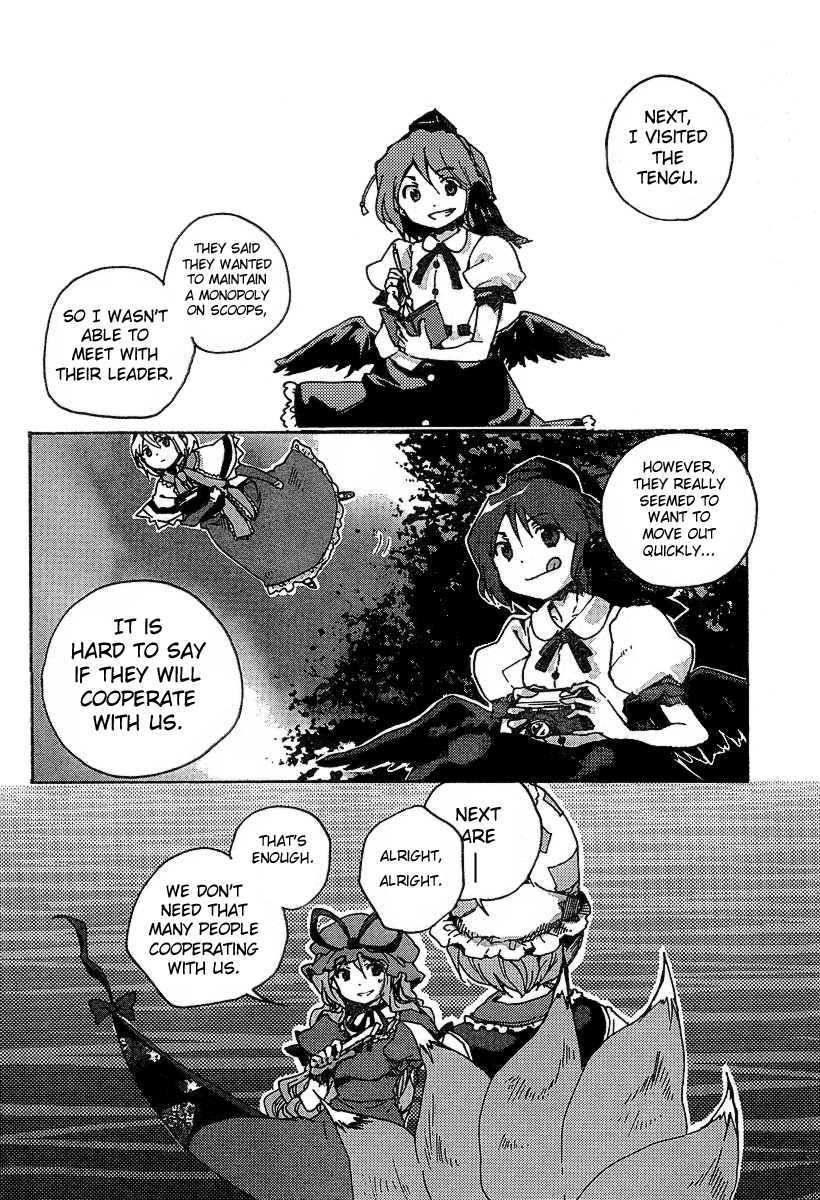 NEXT,
I VISITED
THE
TENGU.
THEY SAID
THEY WANTED
TO MAINTAIN
A MONOPOLY
ON SCOOPS,
SO I WASN'T
ABLE TO
MEET WITH
THEIR LEADER.
HOWEVER,
THEY REALLY
SEEMED TO
WANT TO
MOVE OUT
QUICKLY...
IT IS
HARD TO SAY
IF THEY WILL
COOPERATE
WITH US.
NEXT
ARE
—
ALRIGHT,
ALRIGHT.
THAT'S
ENOUGH.
WE DON'T
NEED THAT
MANY PEOPLE
COOPERATING
WITH US.